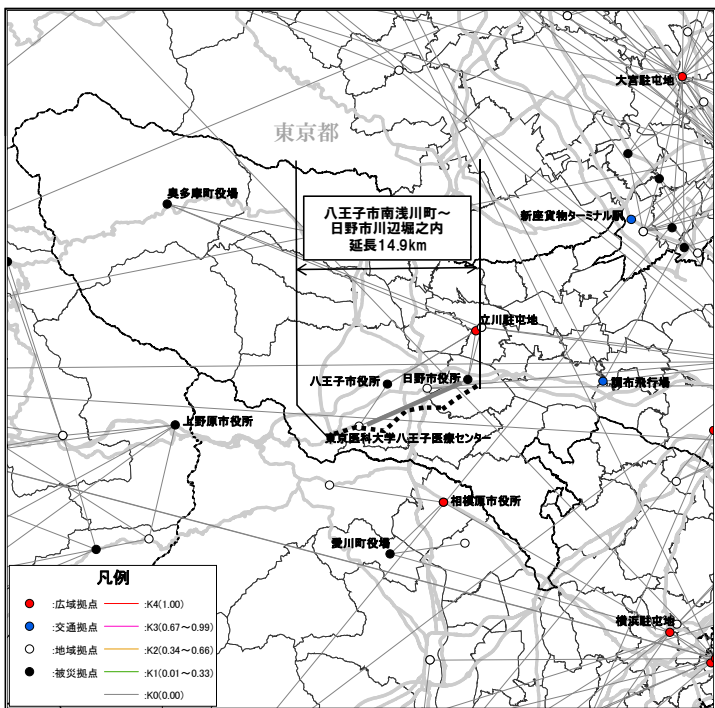 大宮駐屯地
東京都
奥多摩町役場
八王子市南浅川町～
日野市川辺堀之内
延長14.9km
新座貨物ターミナル駅
立川駐屯地
八王子市役所
日野市役所
調布飛行場
上野原市役所
東京医科大学八王子医療センター
相模原市役所
愛川町役場
横浜駐屯地
凡例
:広域拠点
:K4(1.00)
:交通拠点
:K3(0.67～0.99)
:地域拠点
:K2(0.34～0.66)
:被災拠点
:K1(0.01～0.33)
:K0(0.00)